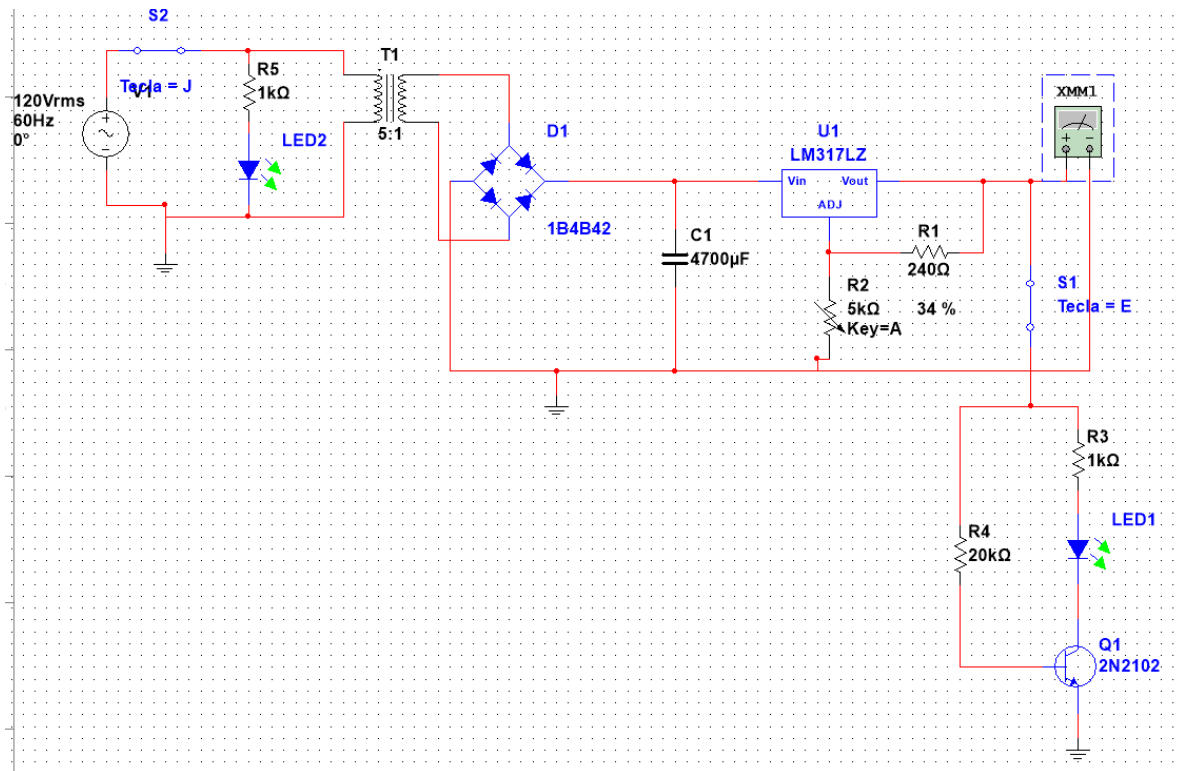 S2
Tecla = J
V1
120Vrms
60Hz
0°
R5
1kΩ
LED2
T1
5:1
D1
1B4B42
C1
4700µF
U1
LM317LZ
Vin
Vout
ADJ
R1
240Ω
R2
5kΩ
34 %
Key=A
XMM1
S1
Tecla = E
R3
1kΩ
LED1
R4
20kΩ
Q1
2N2102